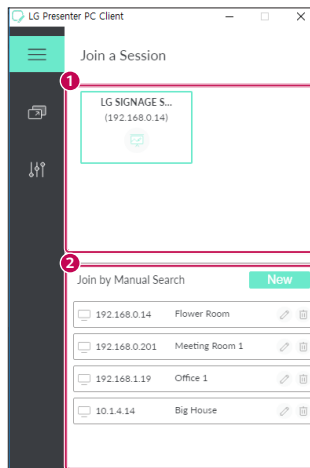 LG Presenter PC Client
Join a Session
1
LG SIGNAGE S...
(192.168.0.14)
2
Join by Manual Search New
192.168.0.14 Flower Room
192.168.0.201 Meeting Room 1
192.168.1.19 Office 1
10.1.4.14 Big House